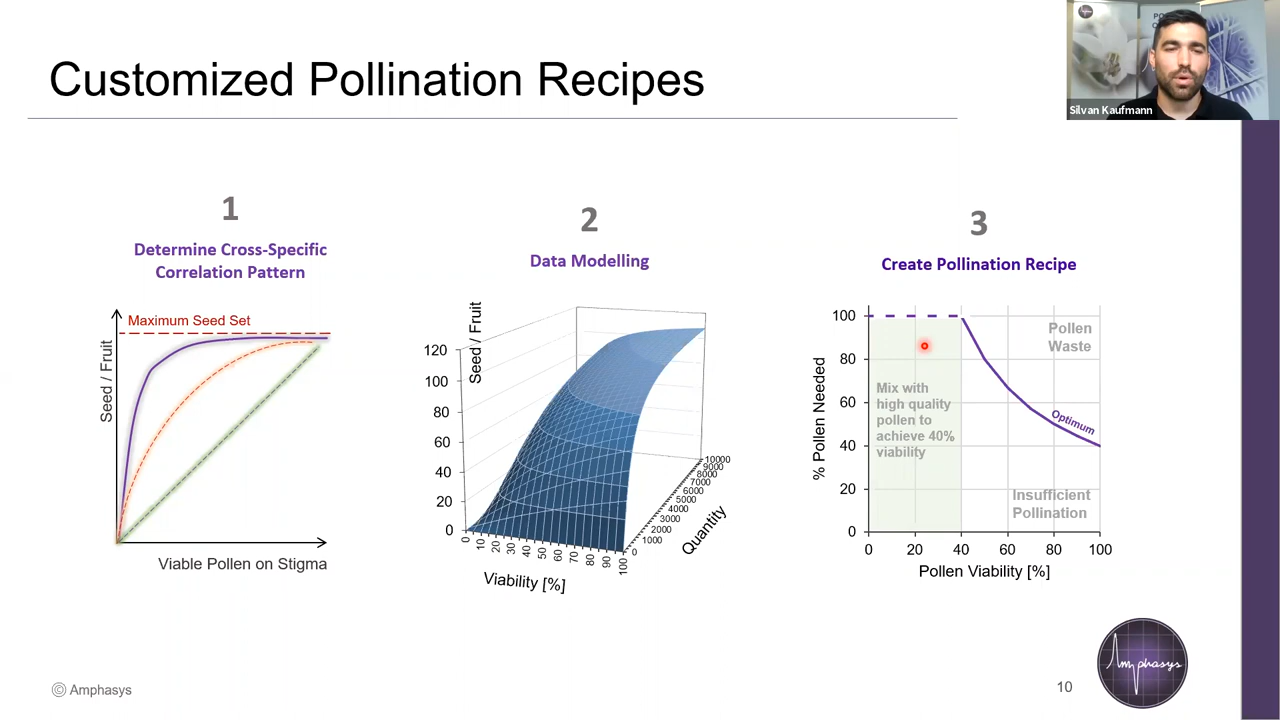 Customized Pollination Recipes
Silvan Kaufmann
1
Determine Cross-Specific
Correlation Pattern
Maximum Seed Set
Seed / Fruit
Viable Pollen on Stigma
2
Data Modelling
Seed / Fruit
120
100
80
60
40
20
0
0
10
20
30
40
50
60
70
80
90
100
Viability [%]
10000
9000
8000
7000
6000
5000
4000
3000
2000
1000
0
Quantity
3
Create Pollination Recipe
% Pollen Needed
100
80
60
40
20
0
Pollen
Waste
Mix with
high quality
pollen to
achieve 40%
viability
Optimum
Insufficient
Pollination
0
20
40
60
80
100
Pollen Viability [%]
© Amphasys
10
Amphasys